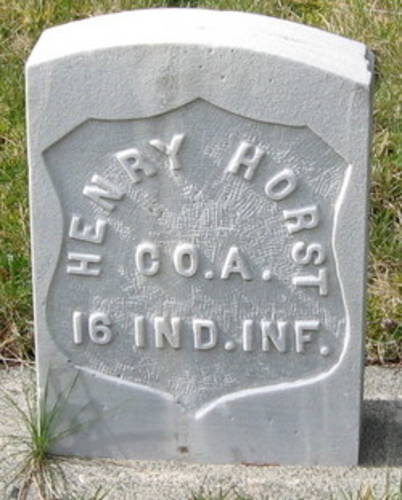 HENRY HORST
CO. A.
16 IND. INF.